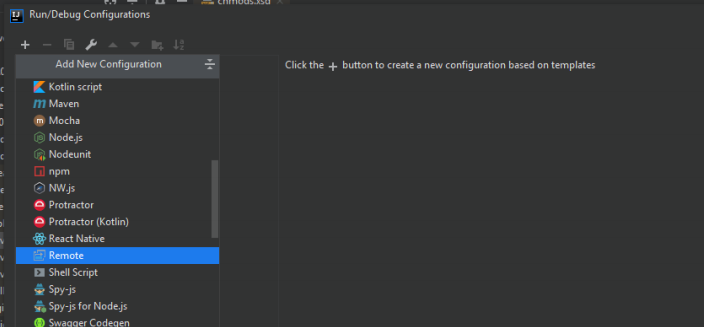 chmods.xsd
IJ
Run/Debug Configurations
Add New Configuration
Click the + button to create a new configuration based on templates
Kotlin script
Maven
Mocha
Node.js
Nodeunit
npm
NW.js
Protractor
Protractor (Kotlin)
React Native
Remote
Shell Script
Spy-js
Spy-js for Node.js
Swagger Codegen